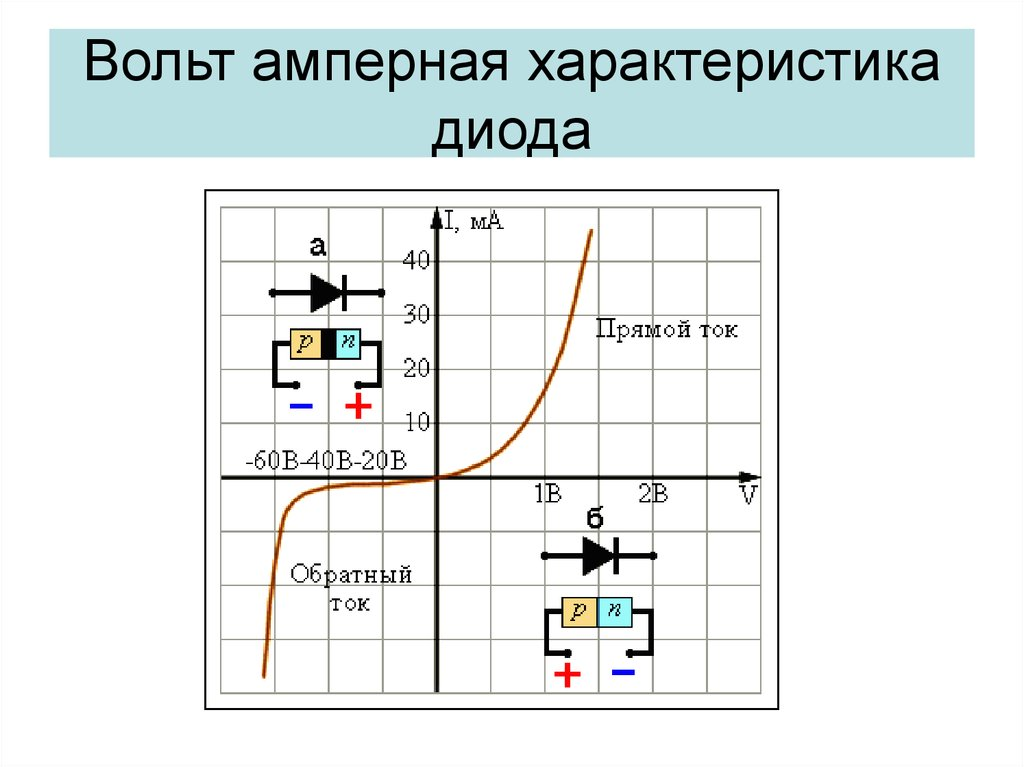 Вольт амперная характеристика
диода
I, мА
а
40
30
Прямой ток
p n
20
− +
10
-60В-40В-20В
1В 2В V
б
Обратный
ток
p n
+ −